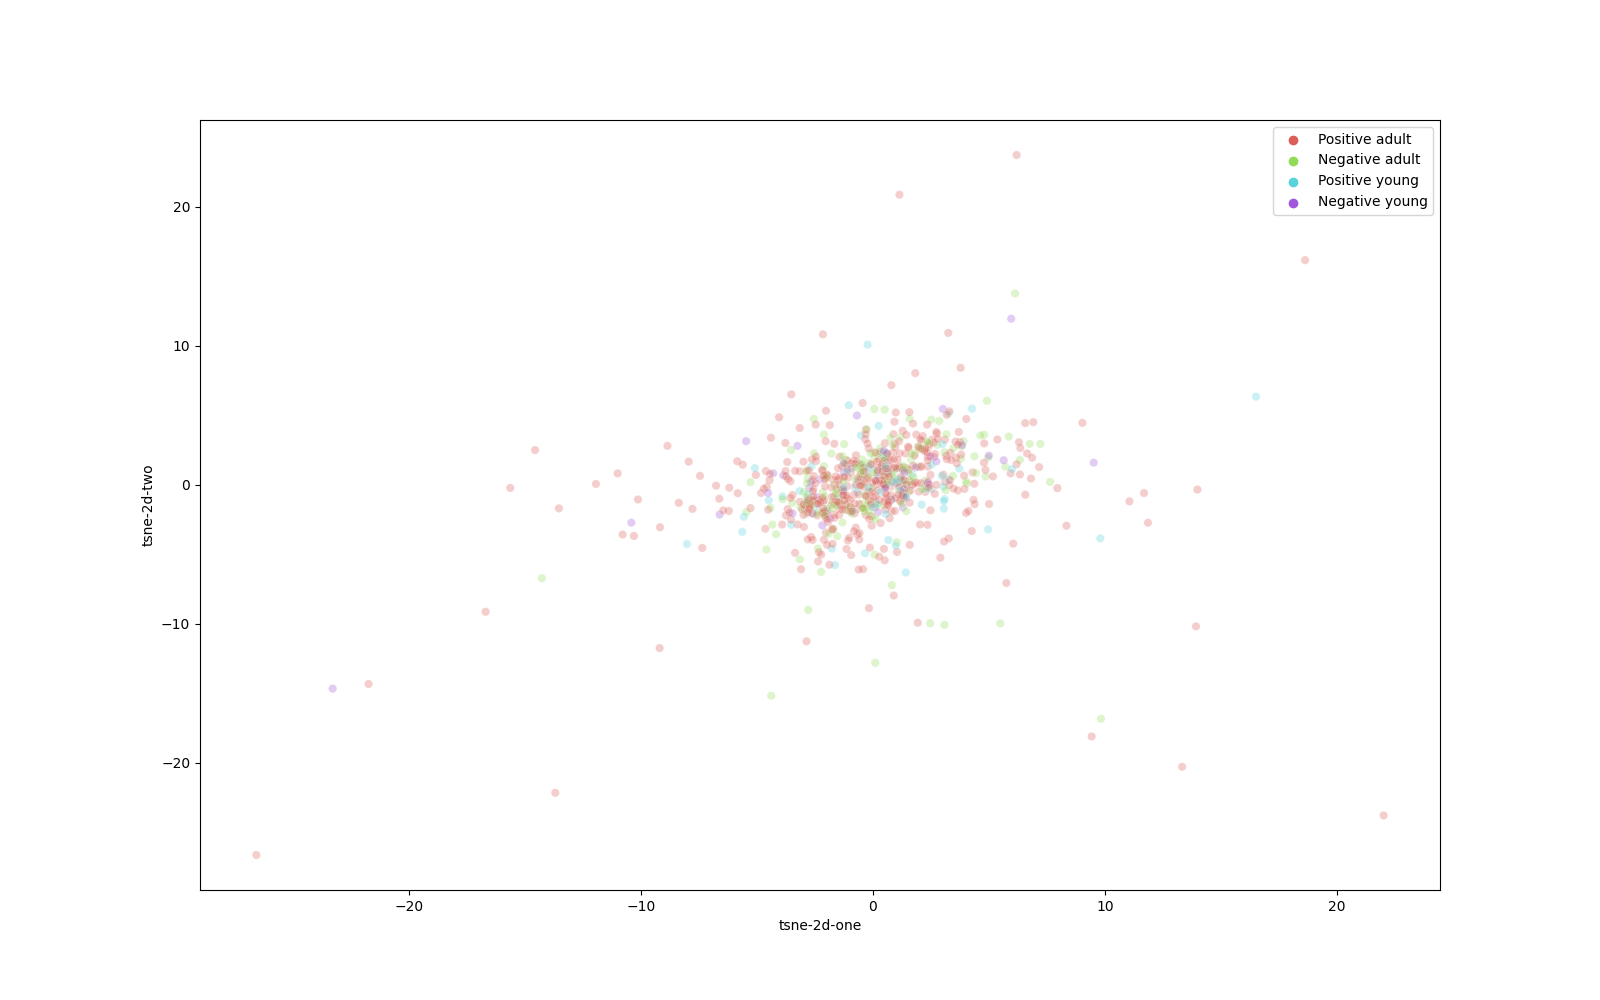 Positive adult
Negative adult
Positive young
Negative young
20
10
0
−10
−20
tsne-2d-two
−20
−10
0
10
20
tsne-2d-one